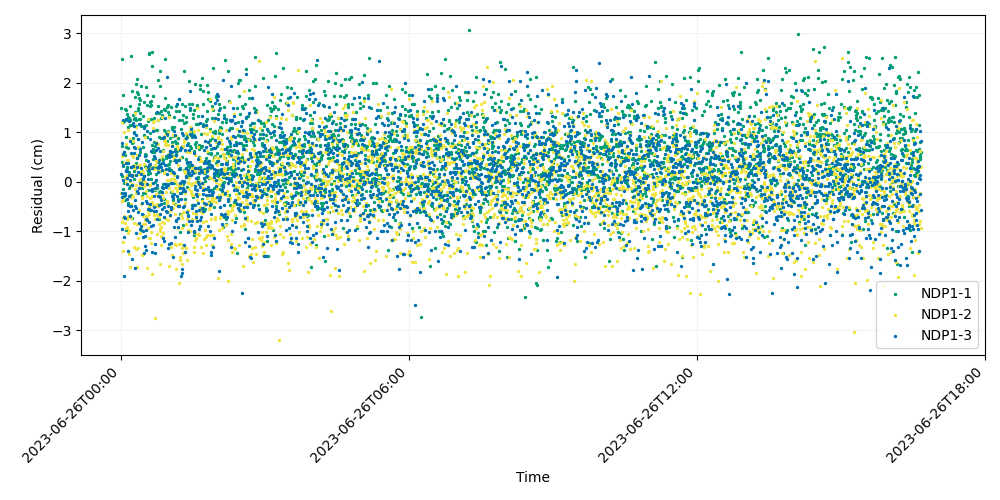 3
2
1
0
−1
−2
−3
Residual (cm)
NDP1-1
NDP1-2
NDP1-3
2023-06-26T00:00
2023-06-26T06:00
2023-06-26T12:00
2023-06-26T18:00
Time